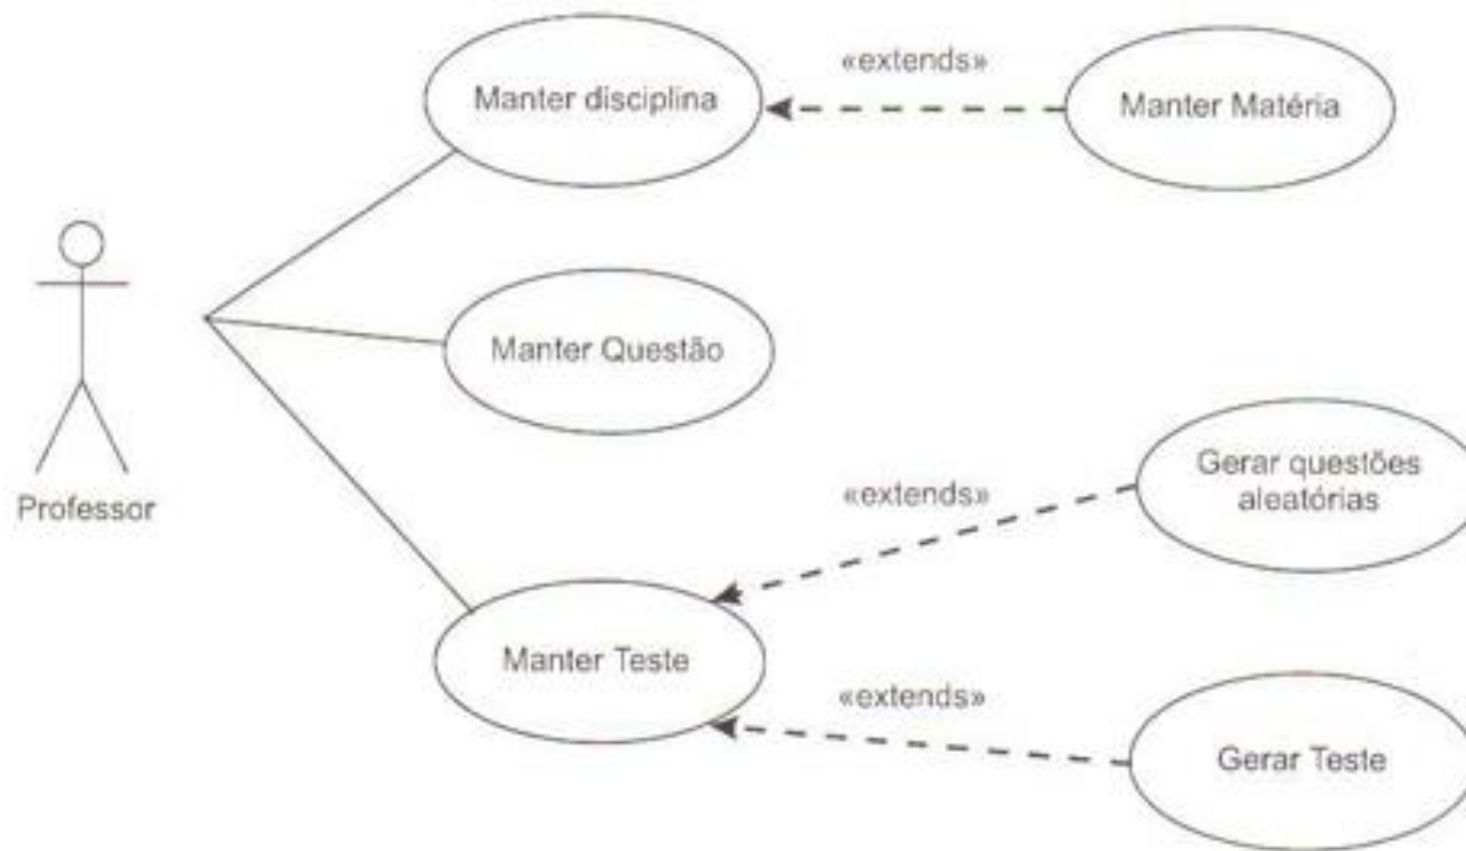 «extends»
Manter disciplina
Manter Matéria
Manter Questão
Professor
«extends»
Gerar questões
aleatórias
Manter Teste
«extends»
Gerar Teste